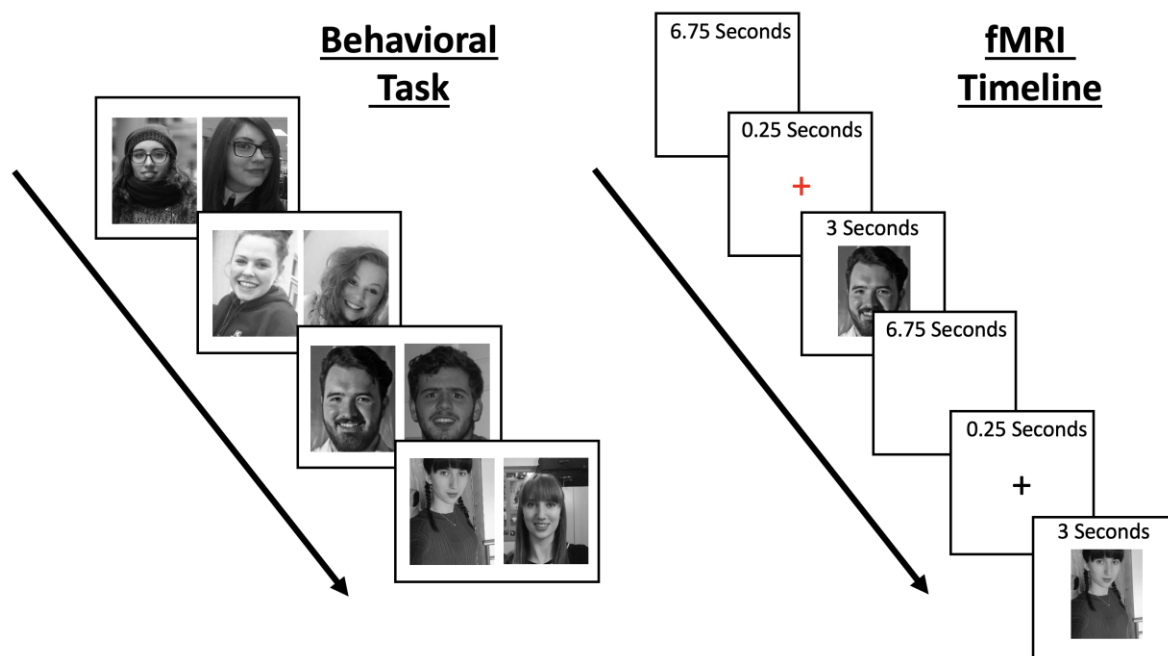 Behavioral
Task
fMRI
Timeline
6.75 Seconds
0.25 Seconds
+
3 Seconds
6.75 Seconds
0.25 Seconds
+
3 Seconds